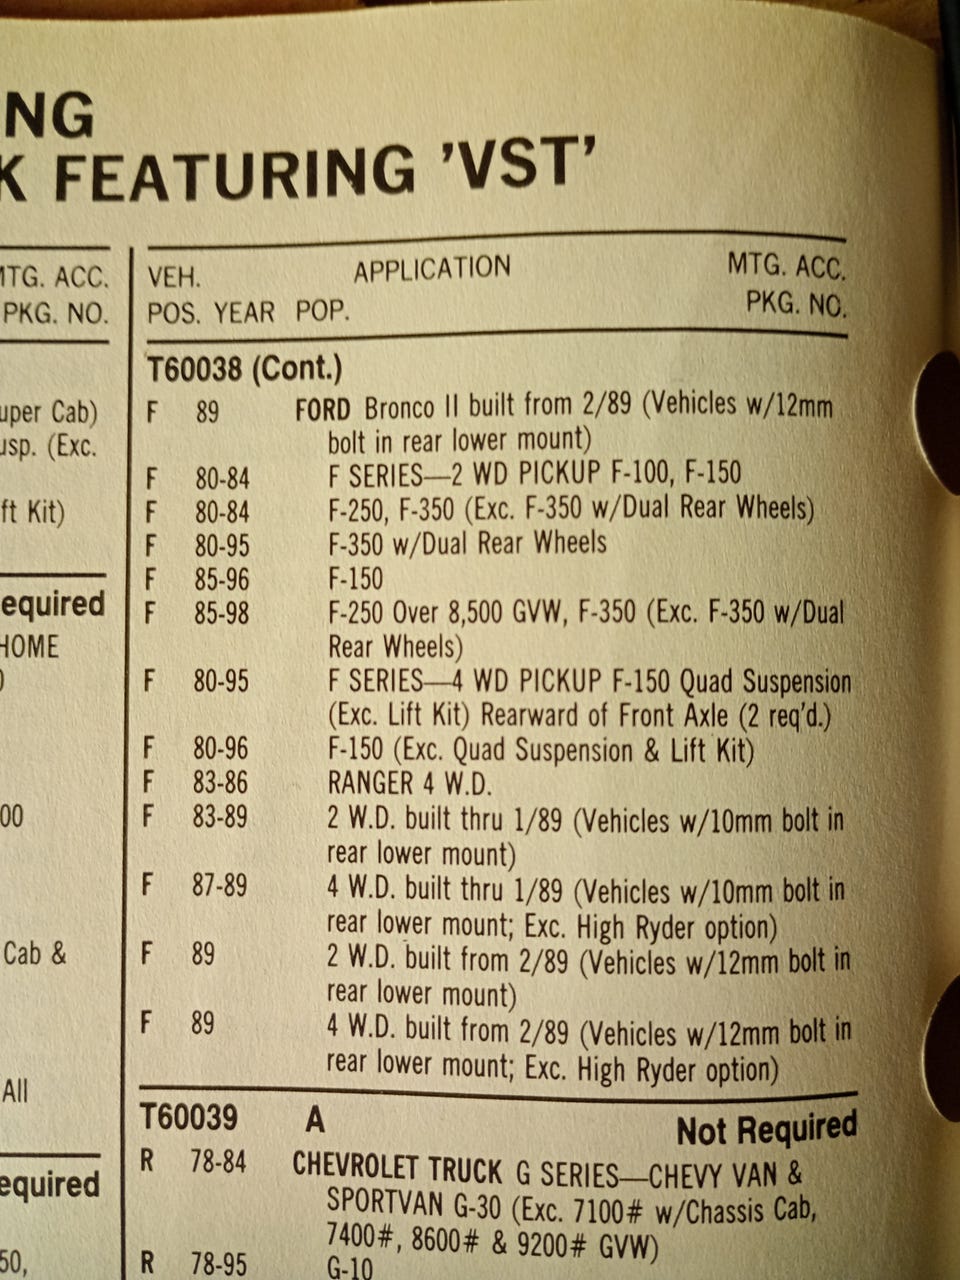 NG
K FEATURING 'VST'
MTG. ACC.
PKG. NO.
uper Cab)
usp. (Exc.
ft Kit)
equired
HOME
)
00
Cab &
All
equired
50,
VEH. APPLICATION MTG. ACC.
POS. YEAR POP. PKG. NO.
T60038 (Cont.)
F 89 FORD Bronco II built from 2/89 (Vehicles w/12mm
bolt in rear lower mount)
F 80-84 F SERIES—2 WD PICKUP F-100, F-150
F 80-84 F-250, F-350 (Exc. F-350 w/Dual Rear Wheels)
F 80-95 F-350 w/Dual Rear Wheels
F 85-96 F-150
F 85-98 F-250 Over 8,500 GVW, F-350 (Exc. F-350 w/Dual
Rear Wheels)
F 80-95 F SERIES—4 WD PICKUP F-150 Quad Suspension
(Exc. Lift Kit) Rearward of Front Axle (2 req'd.)
F 80-96 F-150 (Exc. Quad Suspension & Lift Kit)
F 83-86 RANGER 4 W.D.
F 83-89 2 W.D. built thru 1/89 (Vehicles w/10mm bolt in
rear lower mount)
F 87-89 4 W.D. built thru 1/89 (Vehicles w/10mm bolt in
rear lower mount; Exc. High Ryder option)
F 89 2 W.D. built from 2/89 (Vehicles w/12mm bolt in
rear lower mount)
F 89 4 W.D. built from 2/89 (Vehicles w/12mm bolt in
rear lower mount; Exc. High Ryder option)
T60039 A Not Required
R 78-84 CHEVROLET TRUCK G SERIES—CHEVY VAN &
SPORTVAN G-30 (Exc. 7100# w/Chassis Cab,
7400#, 8600# & 9200# GVW)
R 78-95 G-10